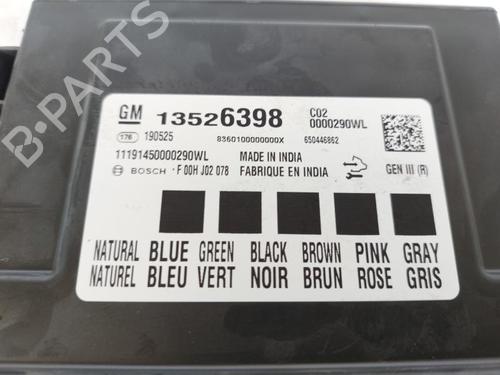 GM 13526398 C02
0000290WL
176 190525 8360100000000X 650446862
11191450000290WL MADE IN INDIA
BOSCH F 00H J02 078 FABRIQUE EN INDIA GEN III (R)
NATURAL BLUE GREEN BLACK BROWN PINK GRAY
NATUREL BLEU VERT NOIR BRUN ROSE GRIS
B-PARTS